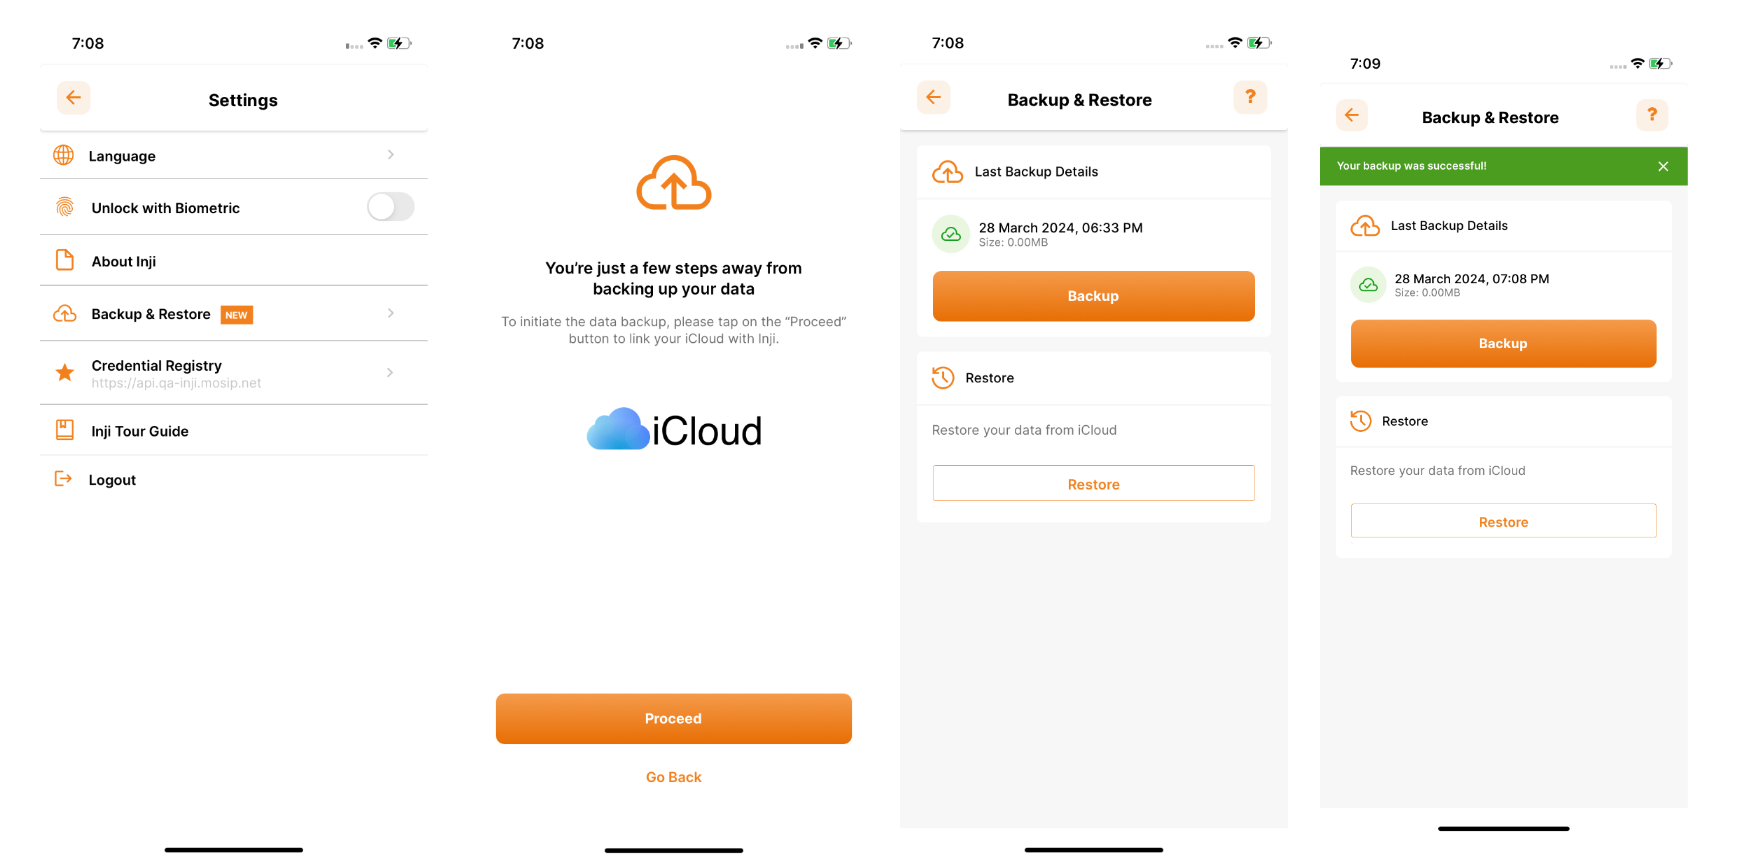 7:08
Settings
Language
Unlock with Biometric
About Inji
Backup & Restore NEW
Credential Registry
https://api.qa-inji.mosip.net
Inji Tour Guide
Logout
7:08
You're just a few steps away from
backing up your data
To initiate the data backup, please tap on the “Proceed”
button to link your iCloud with Inji.
iCloud
Proceed
Go Back
7:08
Backup & Restore ?
Last Backup Details
28 March 2024, 06:33 PM
Size: 0.00MB
Backup
Restore
Restore your data from iCloud
Restore
7:09
Backup & Restore ?
Your backup was successful!
Last Backup Details
28 March 2024, 07:08 PM
Size: 0.00MB
Backup
Restore
Restore your data from iCloud
Restore